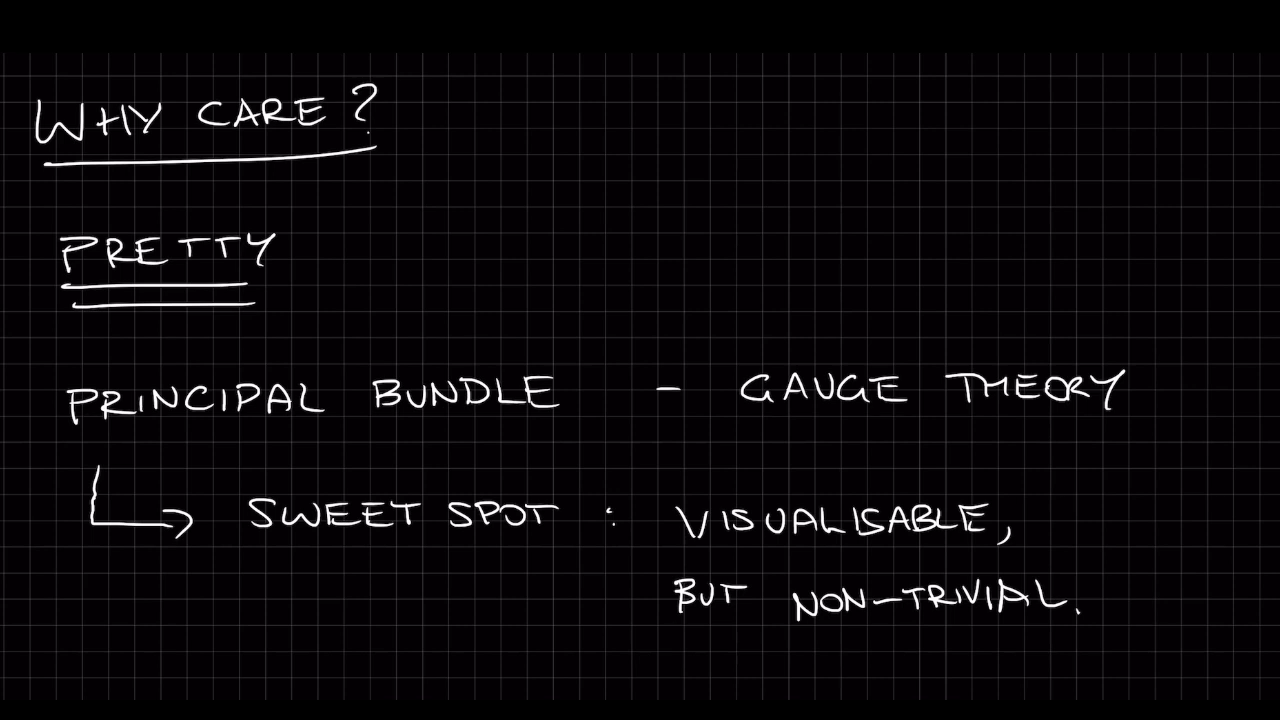 WHY CARE?
PRETTY
PRINCIPAL BUNDLE - GAUGE THEORY
SWEET SPOT : VISUALISABLE,
BUT NON-TRIVIAL.